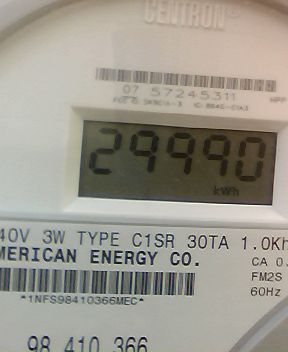 CENTRON®
07 57245311
29990
kWh
40V 3W TYPE C1SR 30TA 1.0Kh
MERICAN ENERGY CO.
CA 0.
FM2S
*1NFS98410366MEC*
60Hz
98 410 366